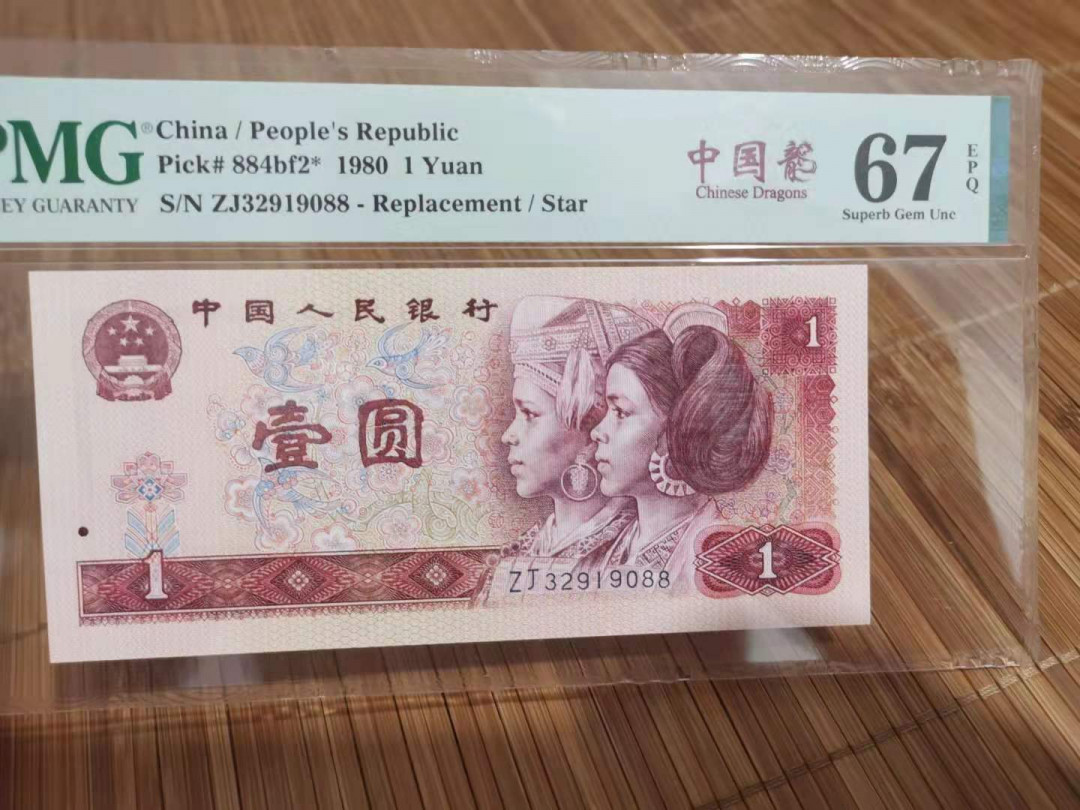 PMG® China / People's Republic
Pick# 884bf2* 1980 1 Yuan
EY GUARANTY S/N ZJ32919088 - Replacement / Star
中国龍
Chinese Dragons
67
EPQ
Superb Gem Unc
中国人民银行
1
壹圆
1
ZJ32919088
1